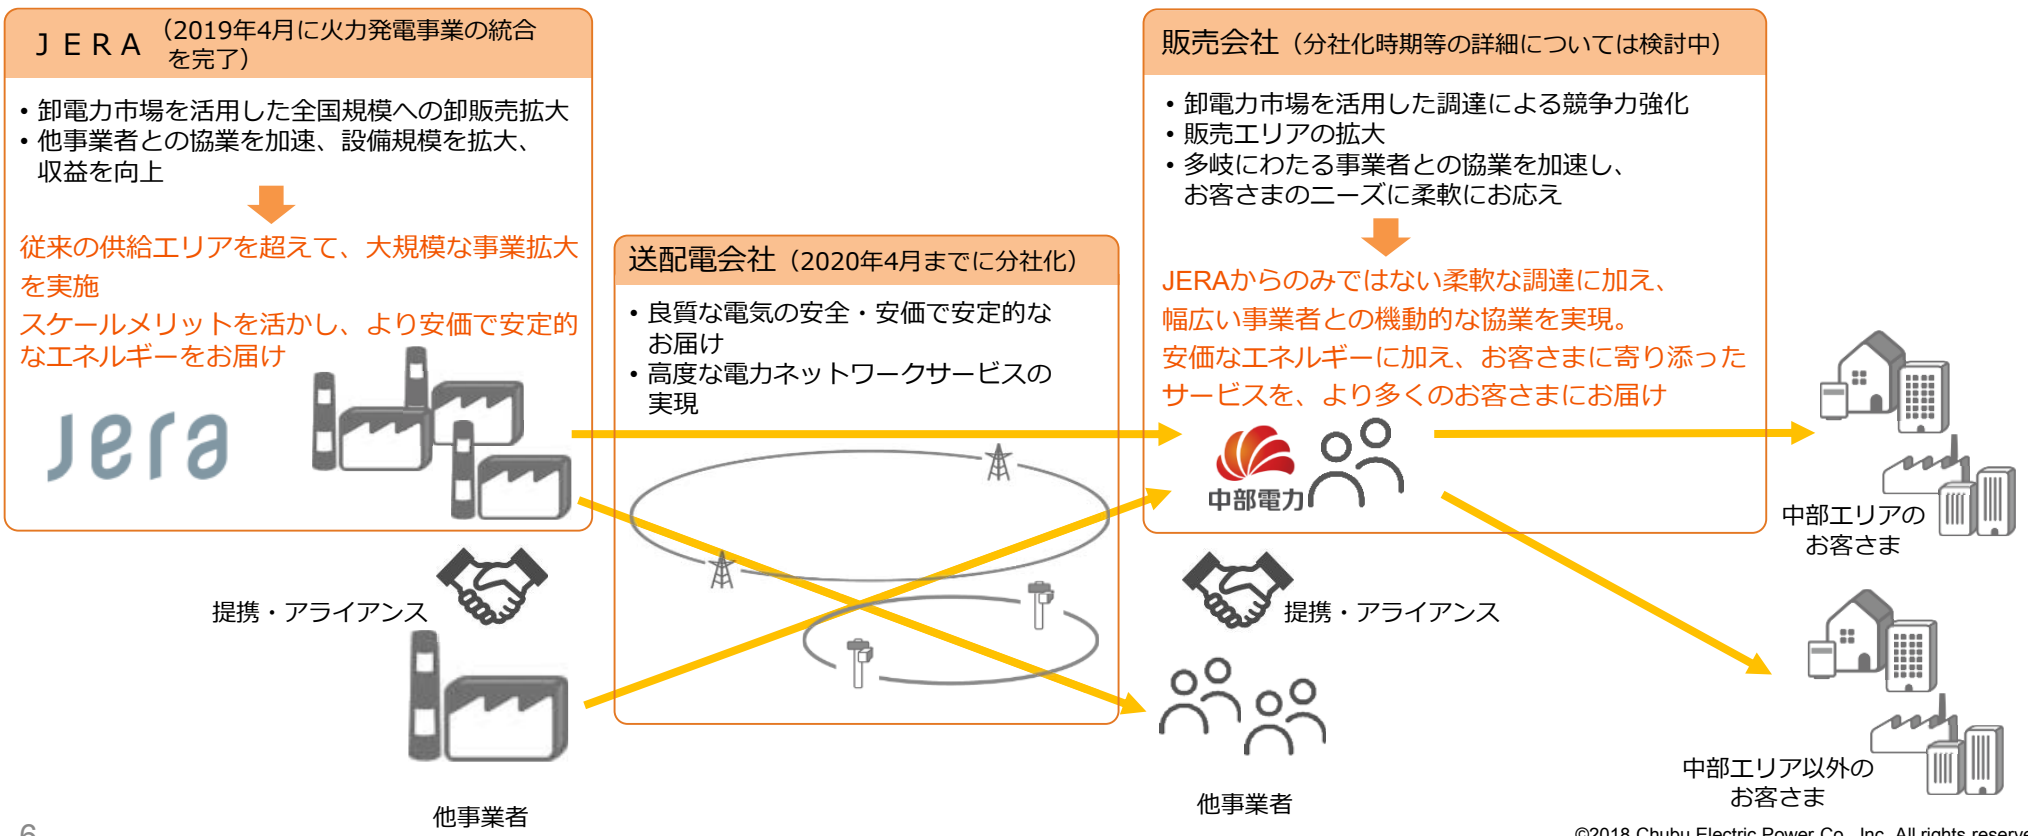 ＪＥＲＡ（2019年4月に火力発電事業の統合
を完了）
・卸電力市場を活用した全国規模への卸販売拡大
・他事業者との協業を加速、設備規模を拡大、
収益を向上
従来の供給エリアを超えて、大規模な事業拡大
を実施
スケールメリットを活かし、より安価で安定的
なエネルギーをお届け
Jera
提携・アライアンス
他事業者
送配電会社（2020年4月までに分社化）
・良質な電気の安全・安価で安定的な
お届け
・高度な電力ネットワークサービスの
実現
販売会社（分社化時期等の詳細については検討中）
・卸電力市場を活用した調達による競争力強化
・販売エリアの拡大
・多岐にわたる事業者との協業を加速し、
お客さまのニーズに柔軟にお応え
JERAからのみではない柔軟な調達に加え、
幅広い事業者との機動的な協業を実現。
安価なエネルギーに加え、お客さまに寄り添った
サービスを、より多くのお客さまにお届け
中部電力
提携・アライアンス
他事業者
中部エリアの
お客さま
中部エリア以外の
お客さま
6
©2018 Chubu Electric Power Co., Inc. All rights reserve